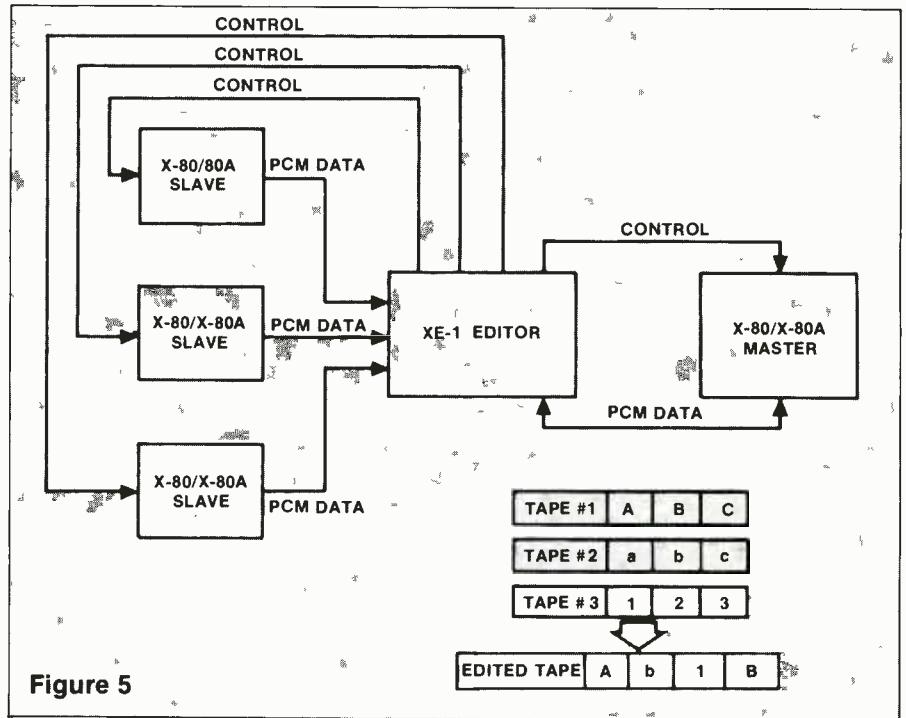 CONTROL
CONTROL
CONTROL
X-80/80A
SLAVE
PCM DATA
X-80/X-80A
SLAVE
PCM DATA
X-80/X-80A
SLAVE
PCM DATA
XE-1 EDITOR
CONTROL
X-80/X-80A
MASTER
PCM DATA
TAPE #1 A B C
TAPE #2 a b c
TAPE #3 1 2 3
EDITED TAPE A b 1 B
Figure 5